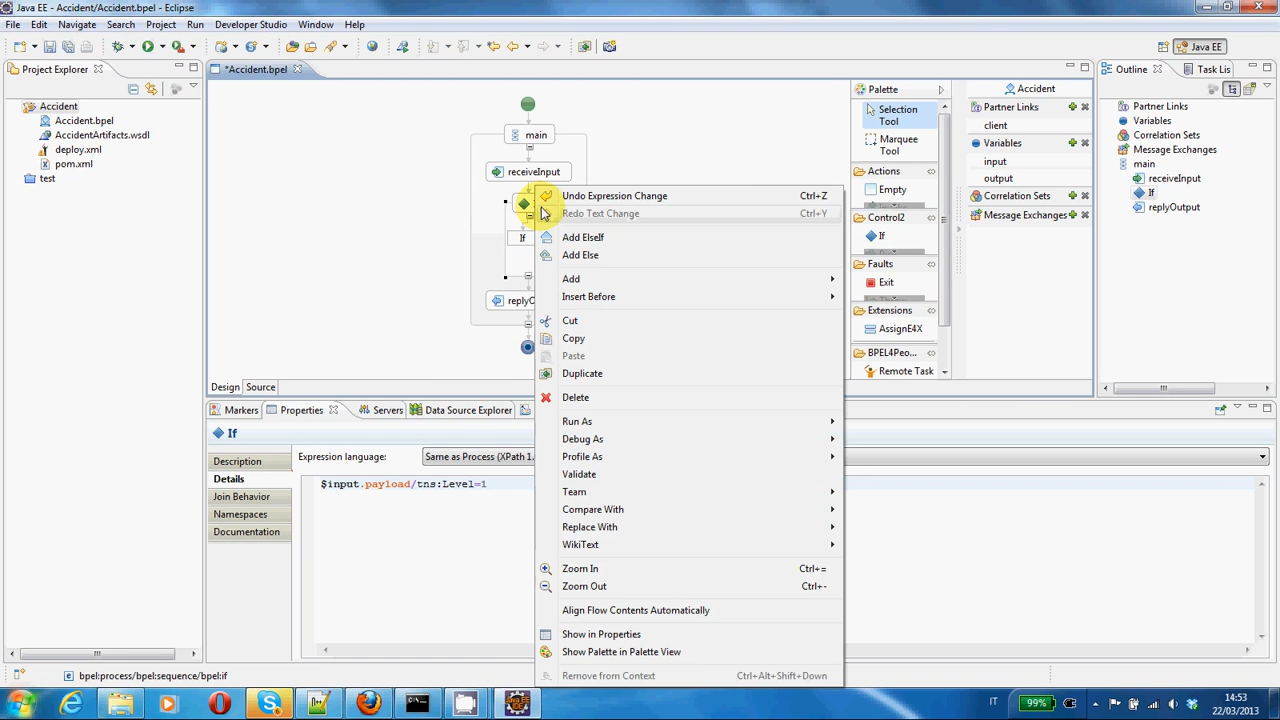 Java EE - Accident/Accident.bpel - Eclipse
File Edit Navigate Search Project Run Developer Studio Window Help
Java EE
Project Explorer
Accident
Accident.bpel
AccidentArtifacts.wsdl
deploy.xml
pom.xml
test
*Accident.bpel
main
receiveInput
If
replyO
Design Source
Undo Expression Change Ctrl+Z
Redo Text Change Ctrl+Y
Add ElseIf
Add Else
Add
Insert Before
Cut
Copy
Paste
Duplicate
Delete
Run As
Debug As
Profile As
Validate
Team
Compare With
Replace With
WikiText
Zoom In Ctrl+=
Zoom Out Ctrl+-
Align Flow Contents Automatically
Show in Properties
Show Palette in Palette View
Remove from Context Ctrl+Alt+Shift+Down
Palette
Selection
Tool
Marquee
Tool
Actions
Empty
Control2
If
Faults
Exit
Extensions
AssignE4X
BPEL4Peo...
Remote Task
Accident
Partner Links
client
Variables
input
output
Correlation Sets
Message Exchanges
Outline Task Lis
Partner Links
Variables
Correlation Sets
Message Exchanges
main
receiveInput
If
replyOutput
Markers Properties Servers Data Source Explorer
If
Description
Details
Join Behavior
Namespaces
Documentation
Expression language: Same as Process (XPath 1.
$input.payload/tns:Level=1
bpel:process/bpel:sequence/bpel:if
IT 99% 14:53
22/03/2013